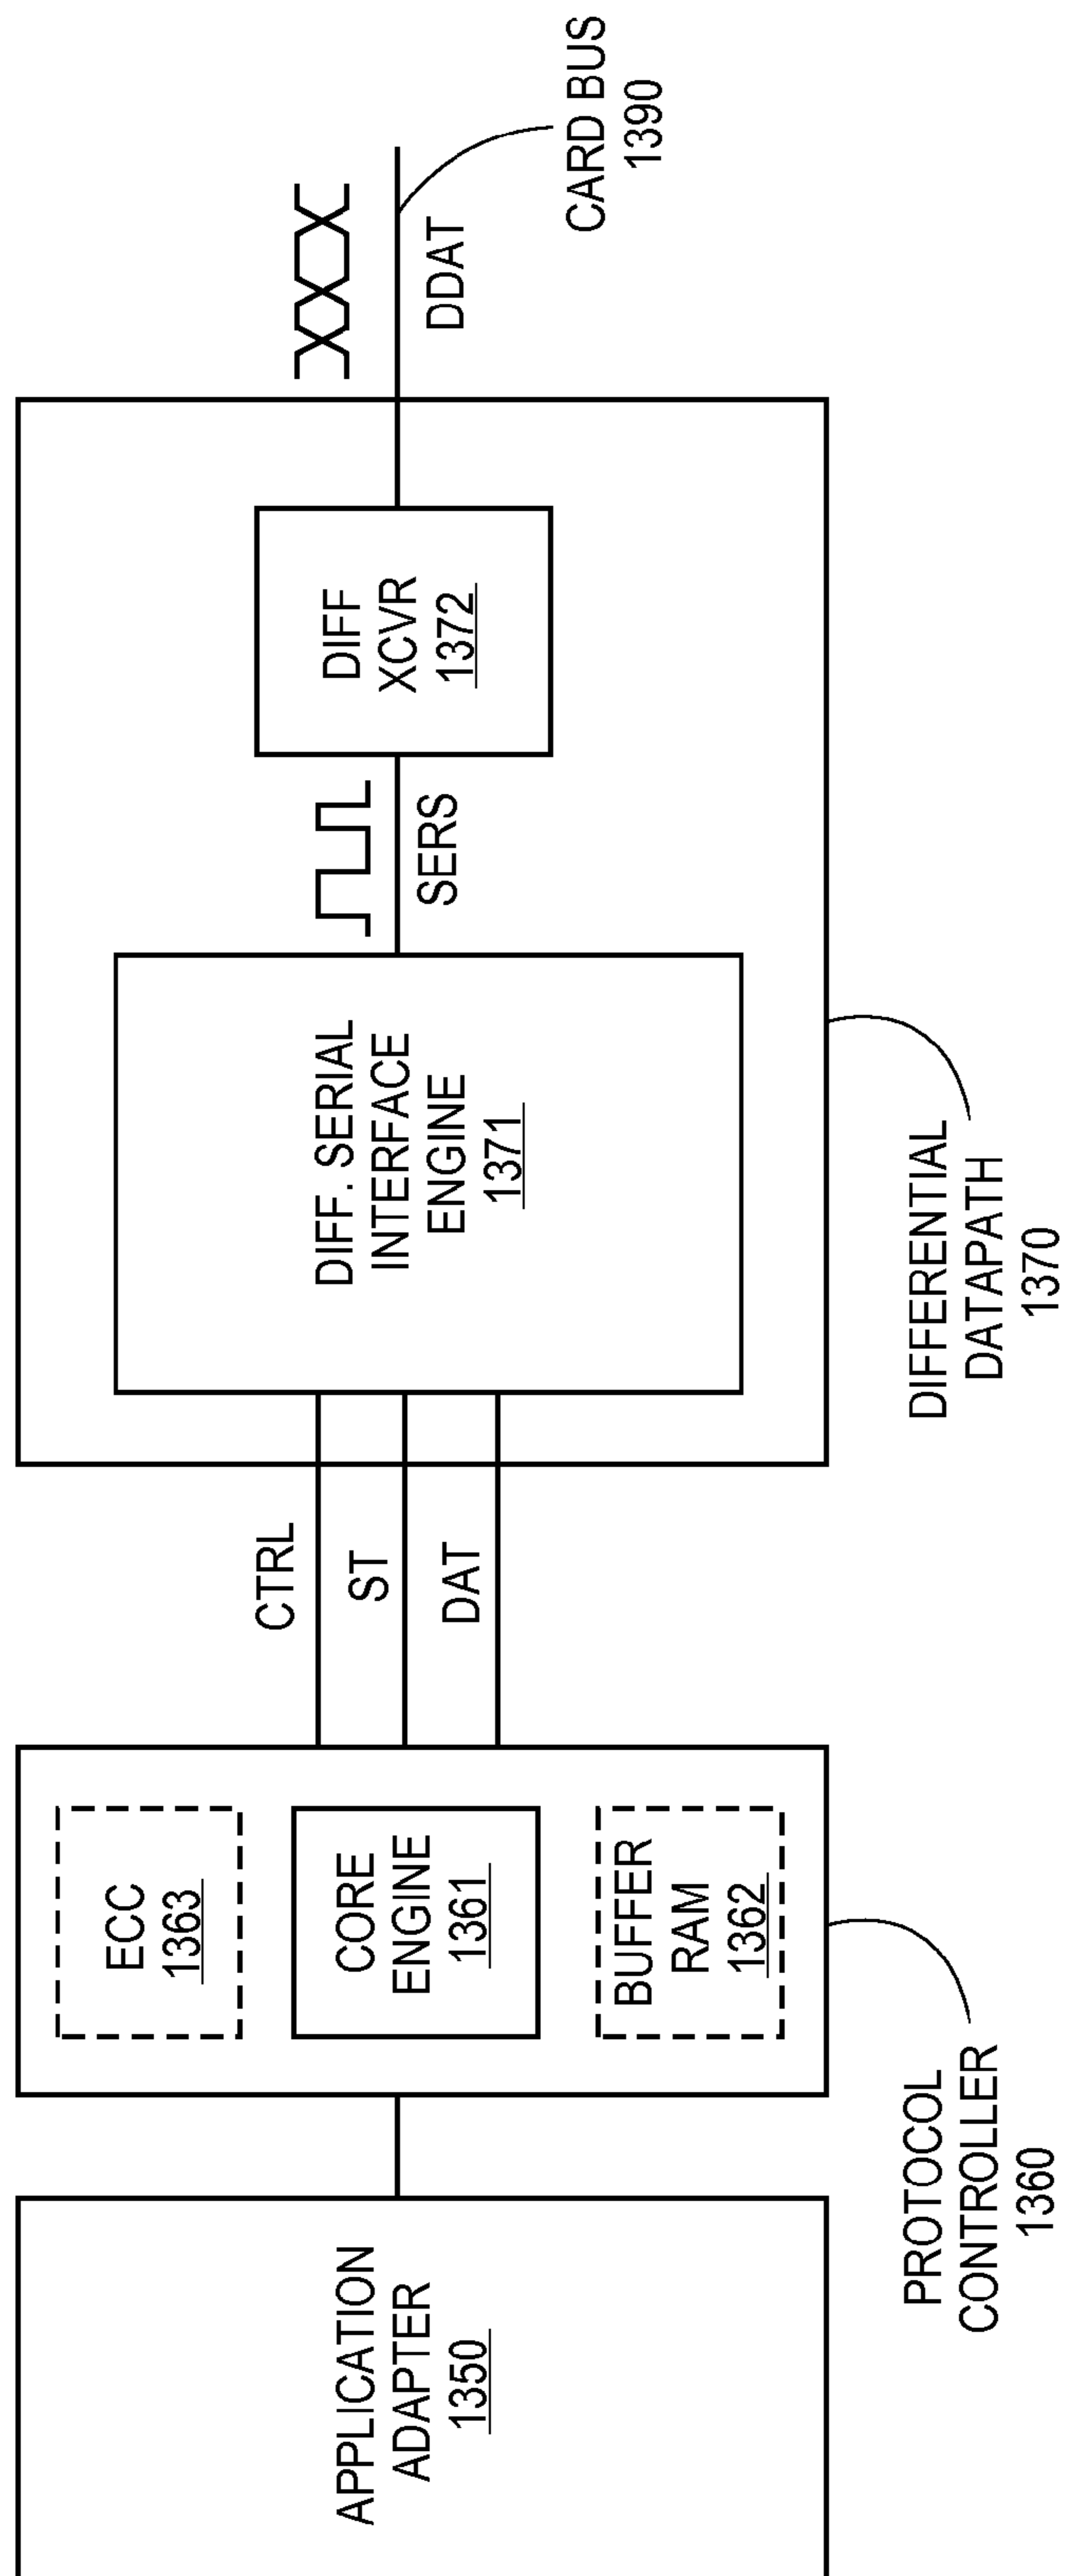 APPLICATION
ADAPTER
1350
ECC
1363
CORE
ENGINE
1361
BUFFER
RAM
1362
PROTOCOL
CONTROLLER
1360
CTRL
ST
DAT
DIFF. SERIAL
INTERFACE
ENGINE
1371
SERS
DIFF
XCVR
1372
DIFFERENTIAL
DATAPATH
1370
DDAT
CARD BUS
1390